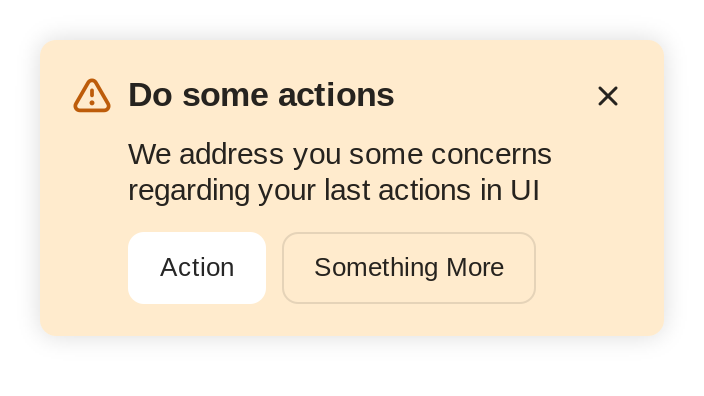 Do some actions
We address you some concerns
regarding your last actions in UI
Action
Something More